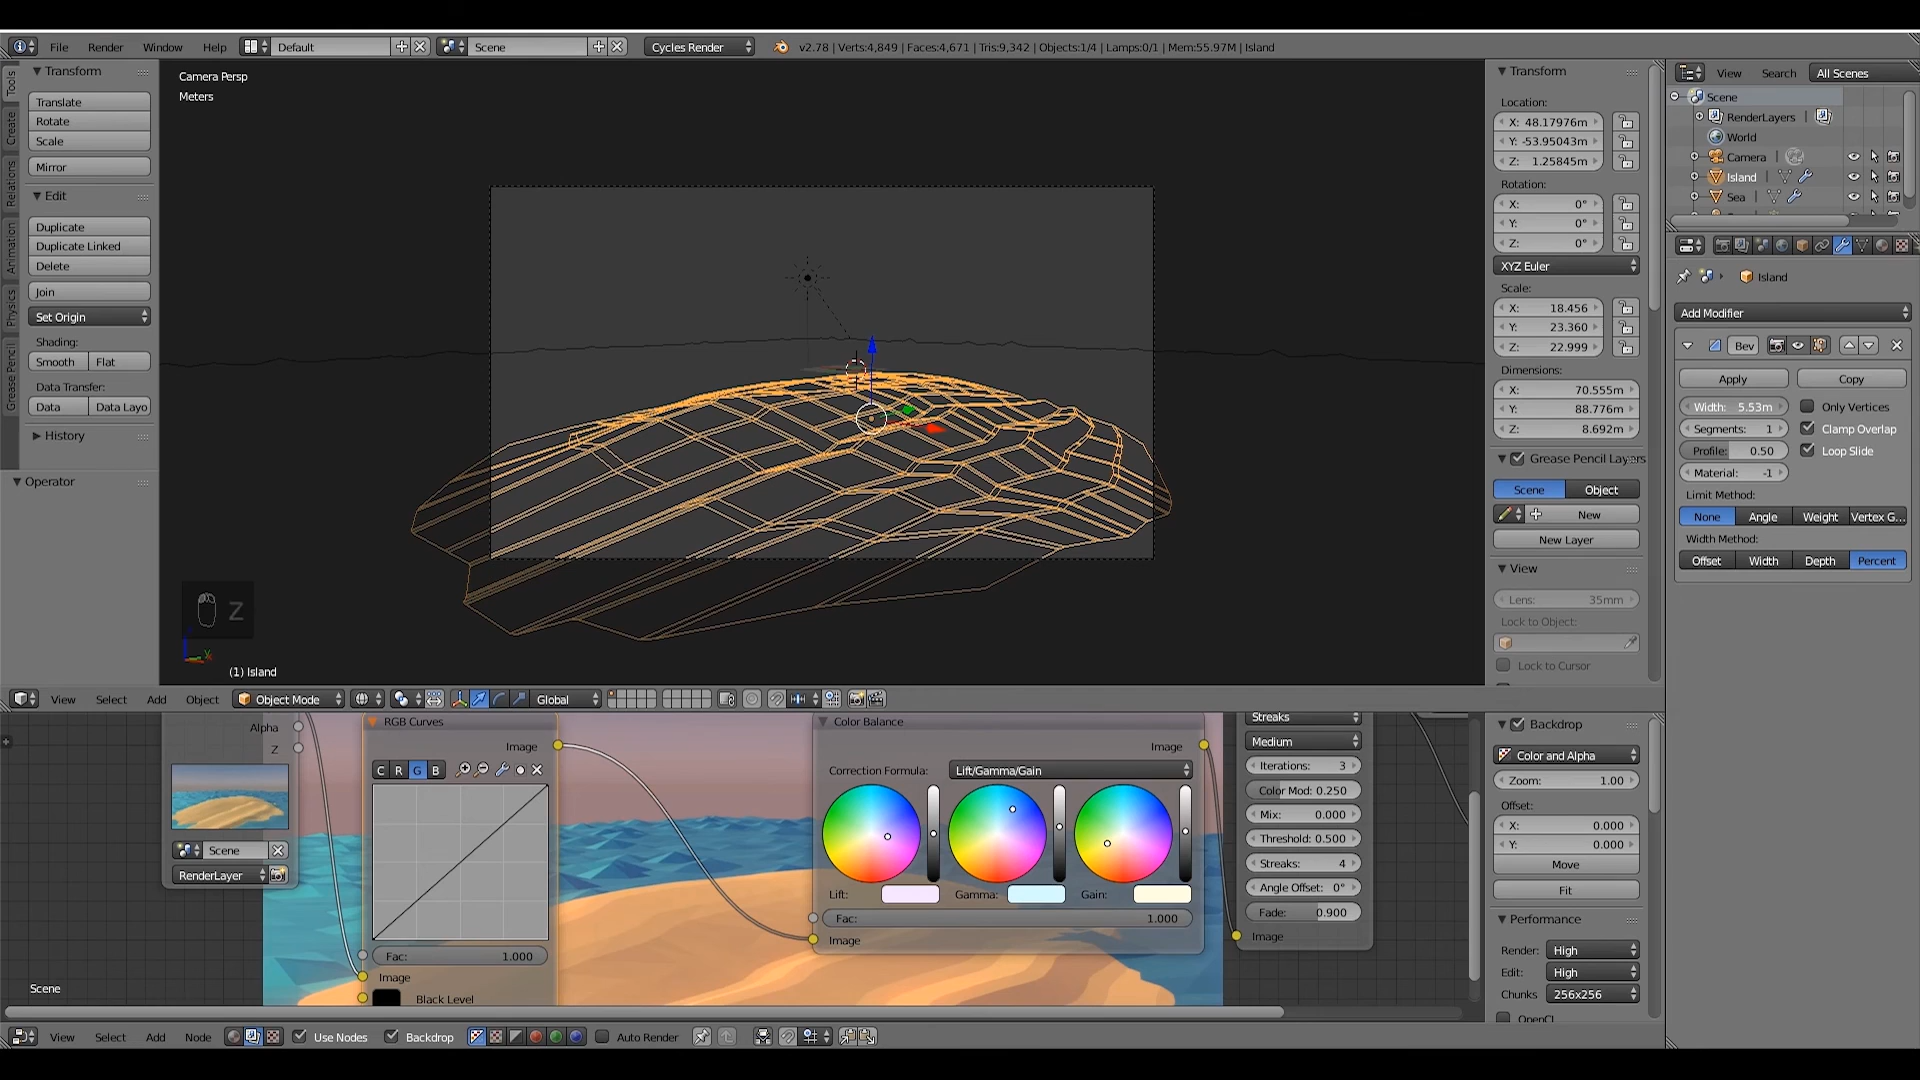 File Render Window Help Default Scene Cycles Render v2.78 | Verts:4,849 | Faces:4,671 | Tris:9,342 | Objects:1/4 | Lamps:0/1 | Mem:55.97M | Island
Tools
Create
Relations
Animation
Physics
Grease Pencil
Transform
Translate
Rotate
Scale
Mirror
Edit
Duplicate
Duplicate Linked
Delete
Join
Set Origin
Shading:
Smooth Flat
Data Transfer:
Data Data Layo
History
Operator
Camera Persp
Meters
Z
(1) Island
Transform
Location:
X: 48.17976m
Y: -53.95043m
Z: 1.25845m
Rotation:
X: 0°
Y: 0°
Z: 0°
XYZ Euler
Scale:
X: 18.456
Y: 23.360
Z: 22.999
Dimensions:
X: 70.555m
Y: 88.776m
Z: 8.692m
Grease Pencil Layers
Scene Object
New
New Layer
View
Lens: 35mm
Lock to Object:
Lock to Cursor
View Search All Scenes
Scene
RenderLayers
World
Camera
Island
Sea
Island
Add Modifier
Bev
Apply Copy
Width: 5.53m Only Vertices
Segments: 1 Clamp Overlap
Profile: 0.50 Loop Slide
Material: -1
Limit Method:
None Angle Weight Vertex G...
Width Method:
Offset Width Depth Percent
View Select Add Object Object Mode Global
Alpha
Z
Scene
RenderLayer
RGB Curves
Image
C R G B
Fac: 1.000
Image
Black Level
Color Balance
Image
Correction Formula: Lift/Gamma/Gain
Lift: Gamma: Gain:
Fac: 1.000
Image
Streaks
Medium
Iterations: 3
Color Mod: 0.250
Mix: 0.000
Threshold: 0.500
Streaks: 4
Angle Offset: 0°
Fade: 0.900
Image
Backdrop
Color and Alpha
Zoom: 1.00
Offset:
X: 0.000
Y: 0.000
Move
Fit
Performance
Render: High
Edit: High
Chunks 256x256
OpenCL
Scene
View Select Add Node Use Nodes Backdrop Auto Render